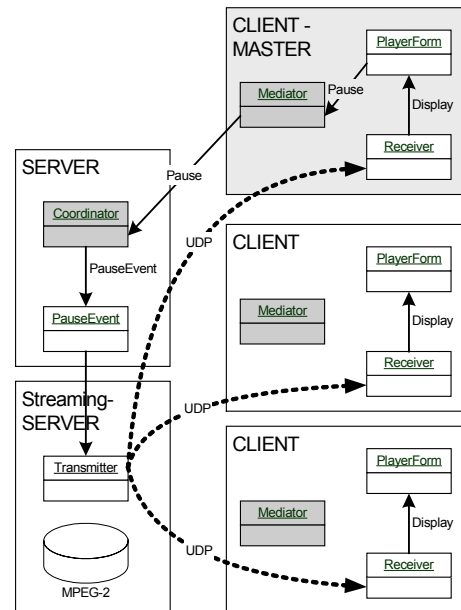 CLIENT -
MASTER
PlayerForm
Pause
Mediator
Display
Receiver
Pause
SERVER
Coordinator
PauseEvent
PauseEvent
UDP
CLIENT
PlayerForm
Mediator
Display
Receiver
Streaming-
SERVER
Transmitter
MPEG-2
UDP
CLIENT
PlayerForm
Mediator
Display
Receiver
UDP